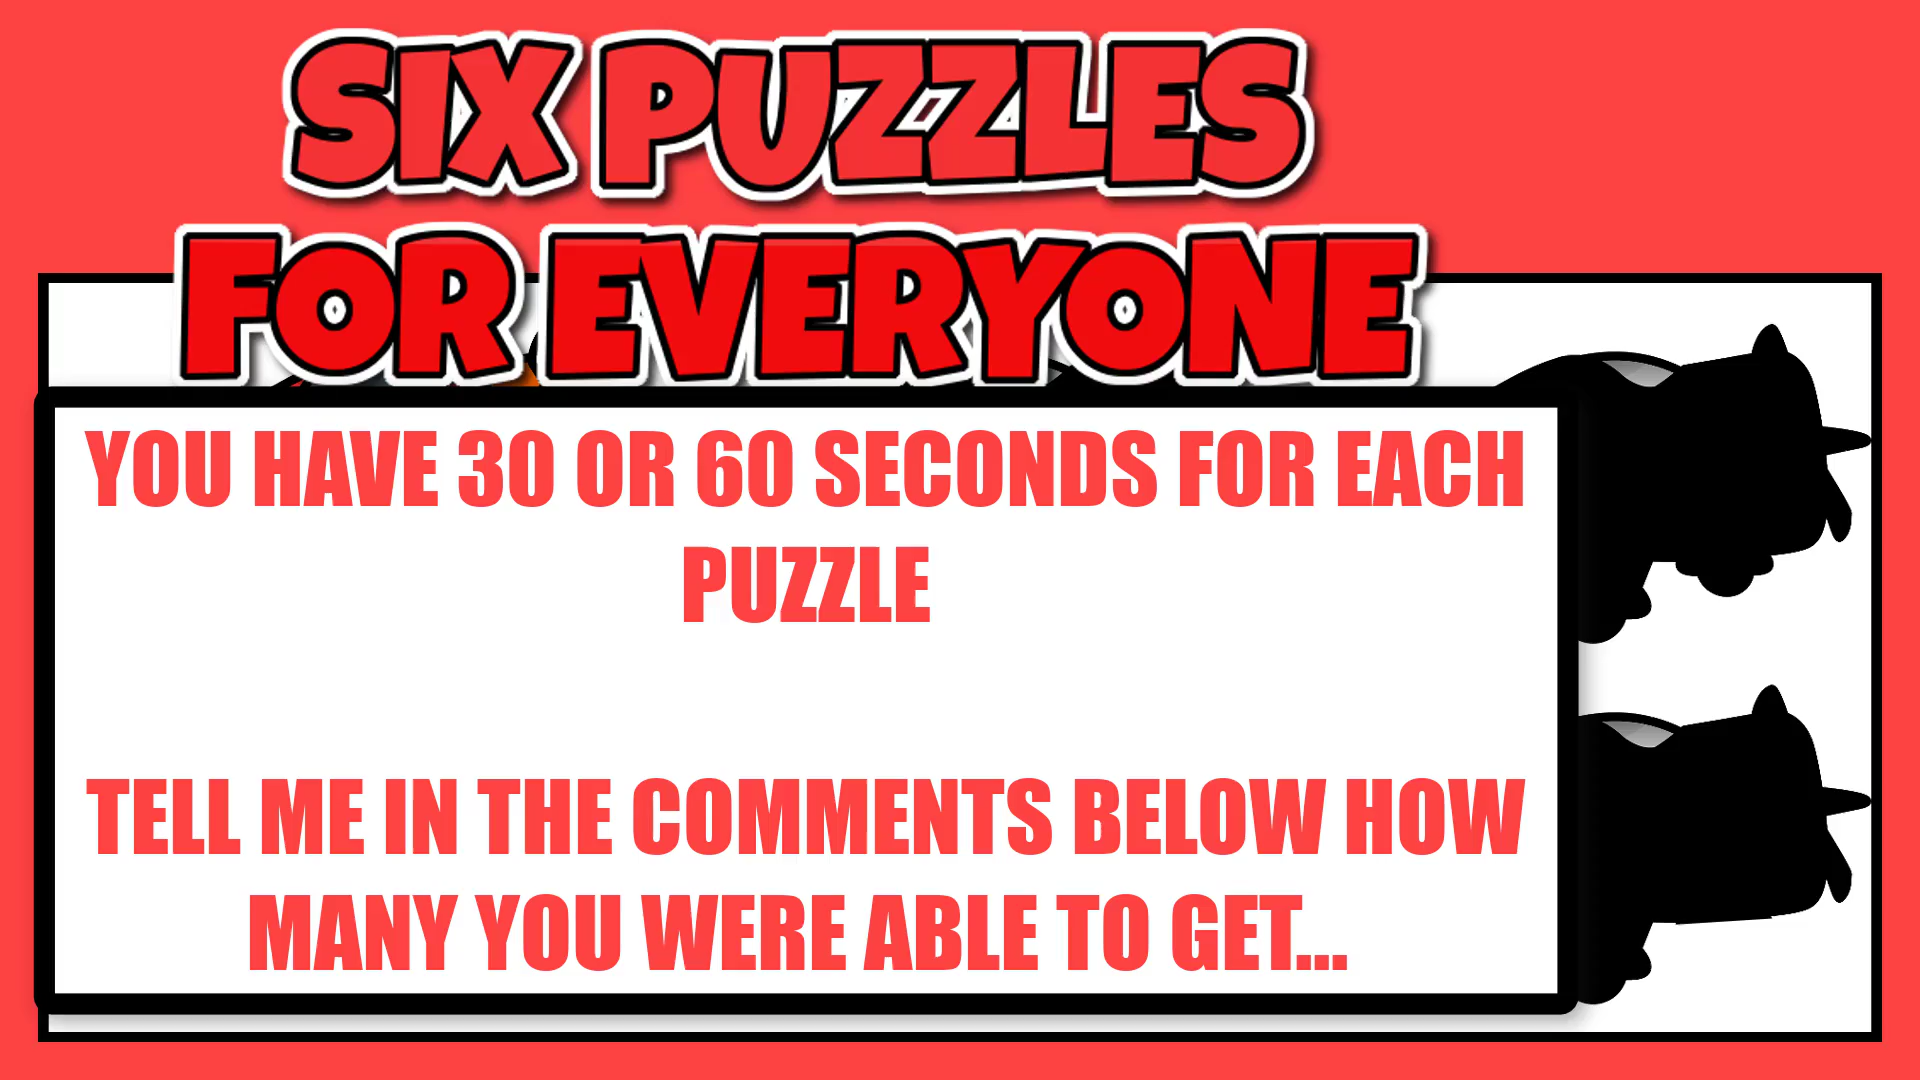 SIX PUZZLES
FOR EVERYONE
YOU HAVE 30 OR 60 SECONDS FOR EACH
PUZZLE
TELL ME IN THE COMMENTS BELOW HOW
MANY YOU WERE ABLE TO GET...